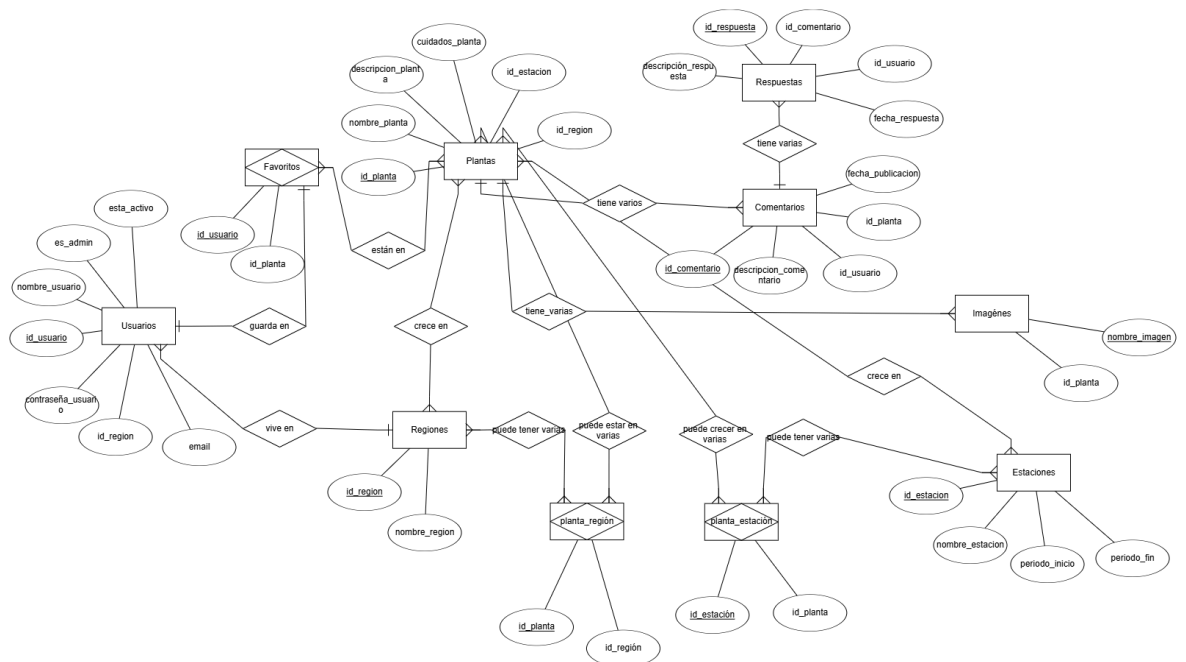 id_respuesta
id_comentario
cuidados_planta
descripción_respu
esta
Respuestas
id_usuario
descripcion_plant
a
id_estacion
fecha_respuesta
nombre_planta
id_region
tiene varias
Favoritos
Plantas
id_planta
fecha_publicacion
tiene varios
Comentarios
esta_activo
id_usuario
id_planta
es_admin
están en
id_planta
id_comentario
descripcion_come
ntario
id_usuario
nombre_usuario
Usuarios
guarda en
crece en
tiene_varias
Imagénes
id_usuario
nombre_imagen
crece en
id_planta
contraseña_usuari
o
id_region
email
vive en
Regiones
puede tener varias
puede estar en
varias
puede crecer en
varias
puede tener varias
Estaciones
id_region
id_estacion
nombre_region
planta_región
planta_estación
nombre_estacion
periodo_inicio
periodo_fin
id_planta
id_región
id_estación
id_planta